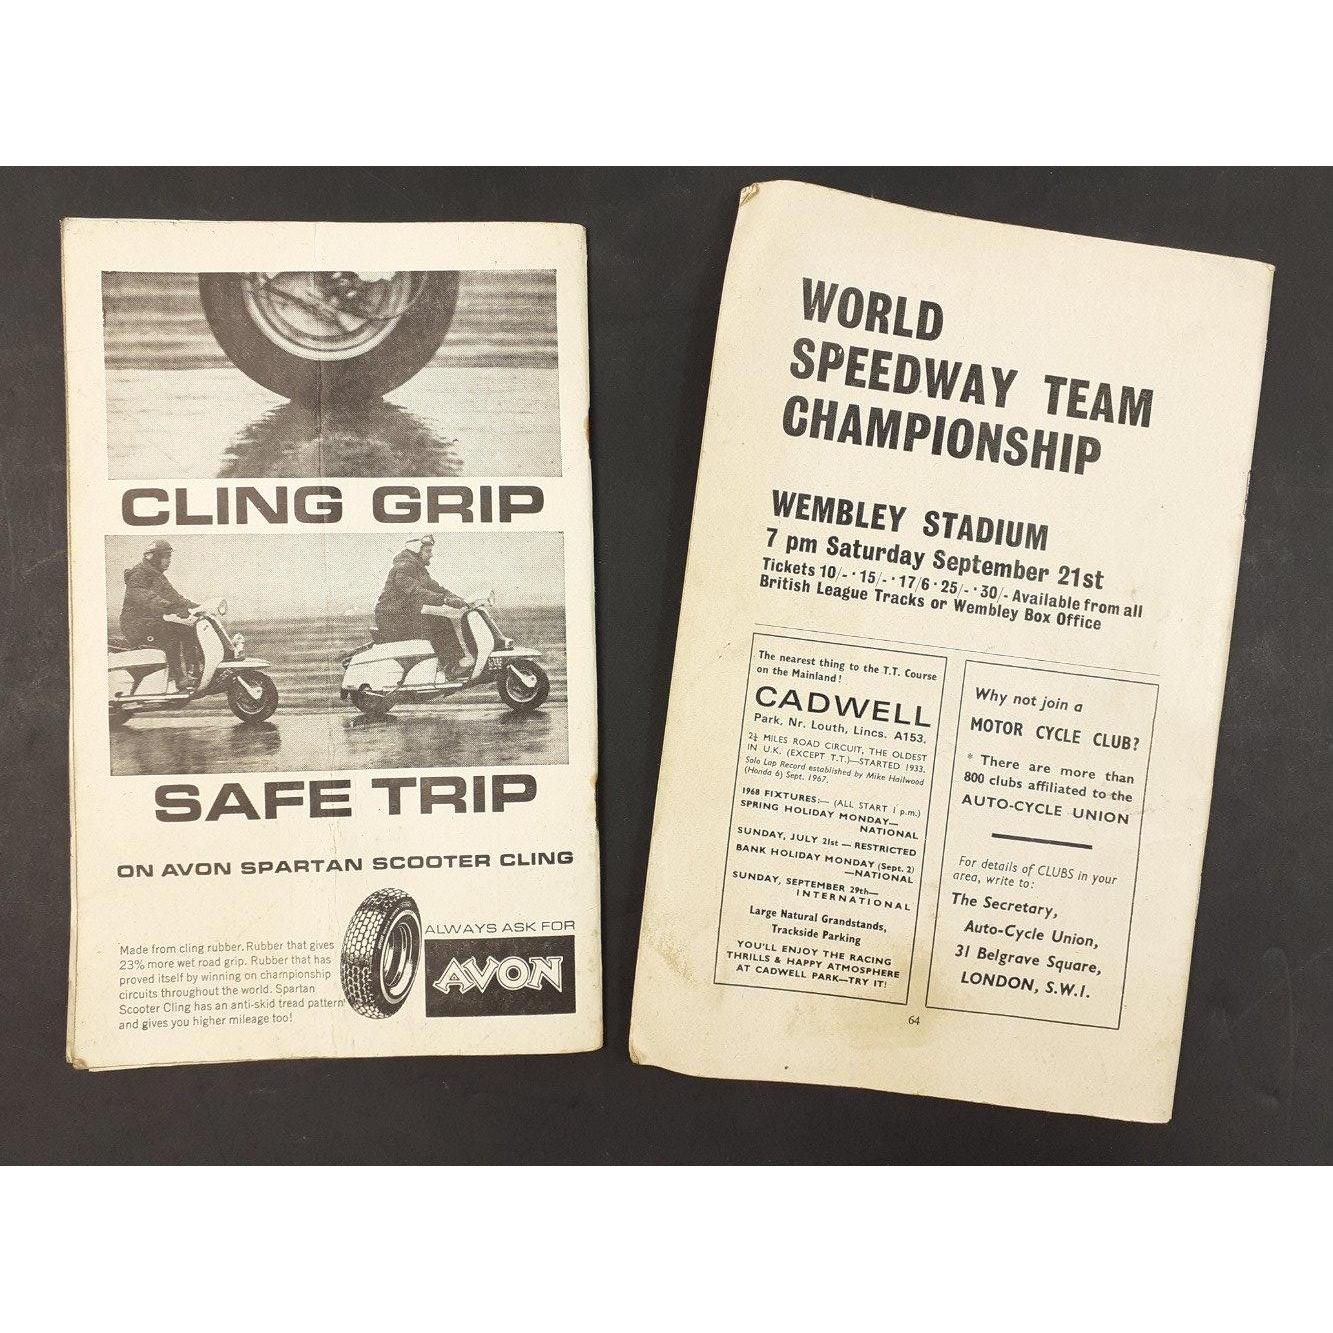 CLING GRIP
SAFE TRIP
ON AVON SPARTAN SCOOTER CLING
Made from cling rubber. Rubber that gives
23% more wet road grip. Rubber that has
proved itself by winning on championship
circuits throughout the world. Spartan
Scooter Cling has an anti-skid tread pattern
and gives you higher mileage too!
ALWAYS ASK FOR
AVON
WORLD
SPEEDWAY TEAM
CHAMPIONSHIP
WEMBLEY STADIUM
7 pm Saturday September 21st
Tickets 10/- · 15/- · 17/6 · 25/- · 30/- Available from all
British League Tracks or Wembley Box Office
The nearest thing to the T.T. Course
on the Mainland!
CADWELL
Park, Nr. Louth, Lincs. A153.
2¼ MILES ROAD CIRCUIT, THE OLDEST
IN U.K. (EXCEPT T.T.)—STARTED 1933.
Solo Lap Record established by Mike Hailwood
(Honda 6) Sept. 1967.
1968 FIXTURES:— (ALL START 1 p.m.)
SPRING HOLIDAY MONDAY—
NATIONAL
SUNDAY, JULY 21st — RESTRICTED
BANK HOLIDAY MONDAY (Sept. 2)
—NATIONAL
SUNDAY, SEPTEMBER 29th—
INTERNATIONAL
Large Natural Grandstands,
Trackside Parking
YOU'LL ENJOY THE RACING
THRILLS & HAPPY ATMOSPHERE
AT CADWELL PARK—TRY IT!
Why not join a
MOTOR CYCLE CLUB?
* There are more than
800 clubs affiliated to the
AUTO-CYCLE UNION
For details of CLUBS in your
area, write to:
The Secretary,
Auto-Cycle Union,
31 Belgrave Square,
LONDON, S.W.1.
64